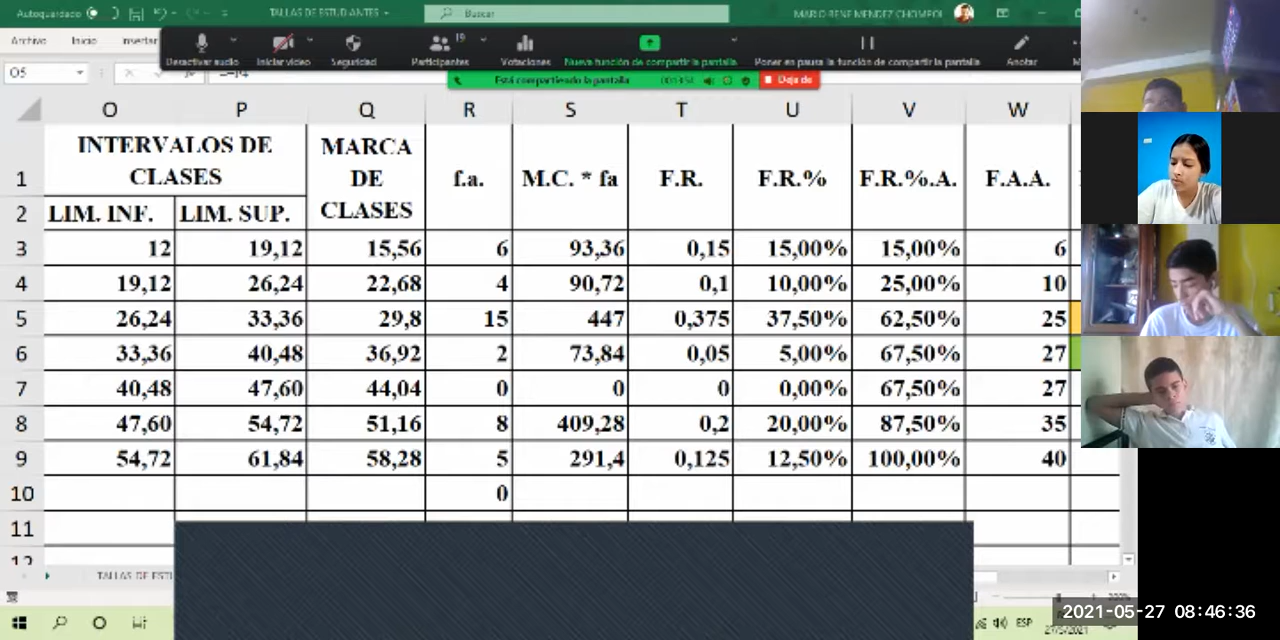 Autoguardado TALLAS DE ESTUDIANTES Buscar MARIO RENE MENDEZ CHOMPOL
Archivo Inicio Insertar
19
Desactivar audio Iniciar video Seguridad Participantes Votaciones Nueva función de compartir la pantalla Poner en pausa la función de compartir la pantalla Anotar
O5
Está compartiendo la pantalla Deja de
O P Q R S T U V W
INTERVALOS DE CLASES MARCA DE CLASES f.a. M.C. * fa F.R. F.R.% F.R.%.A. F.A.A.
1
2 LIM. INF. LIM. SUP.
3 12 19,12 15,56 6 93,36 0,15 15,00% 15,00% 6
4 19,12 26,24 22,68 4 90,72 0,1 10,00% 25,00% 10
5 26,24 33,36 29,8 15 447 0,375 37,50% 62,50% 25
6 33,36 40,48 36,92 2 73,84 0,05 5,00% 67,50% 27
7 40,48 47,60 44,04 0 0 0 0,00% 67,50% 27
8 47,60 54,72 51,16 8 409,28 0,2 20,00% 87,50% 35
9 54,72 61,84 58,28 5 291,4 0,125 12,50% 100,00% 40
10 0
11
12
TALLAS DE ESTU
ESP
27/5/2021
2021-05-27 08:46:36